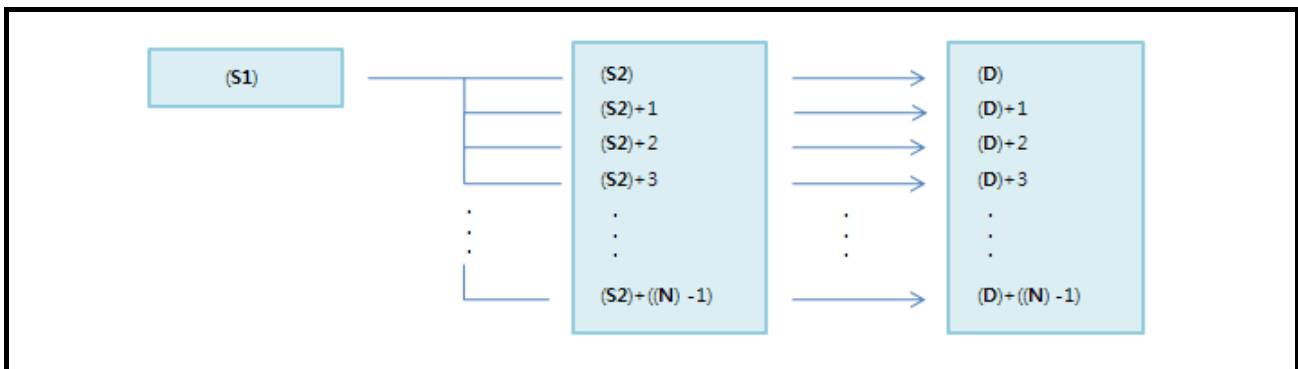 (S1)
(S2)
(S2)+1
(S2)+2
(S2)+3
.
.
.
(S2)+((N) -1)
(D)
(D)+1
(D)+2
(D)+3
.
.
.
(D)+((N) -1)